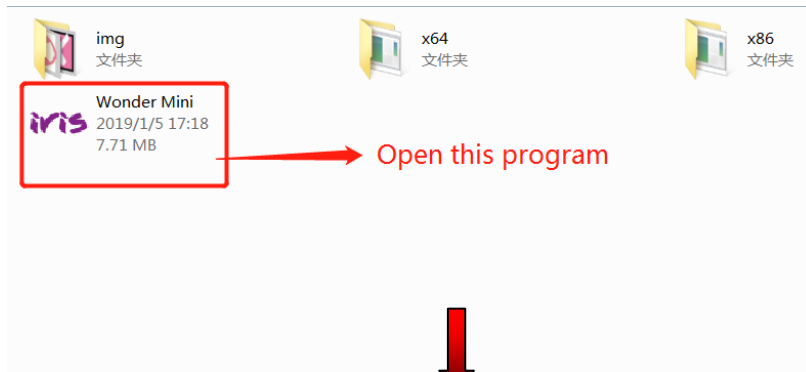 img
文件夹
x64
文件夹
x86
文件夹
iris
Wonder Mini
2019/1/5 17:18
7.71 MB
Open this program